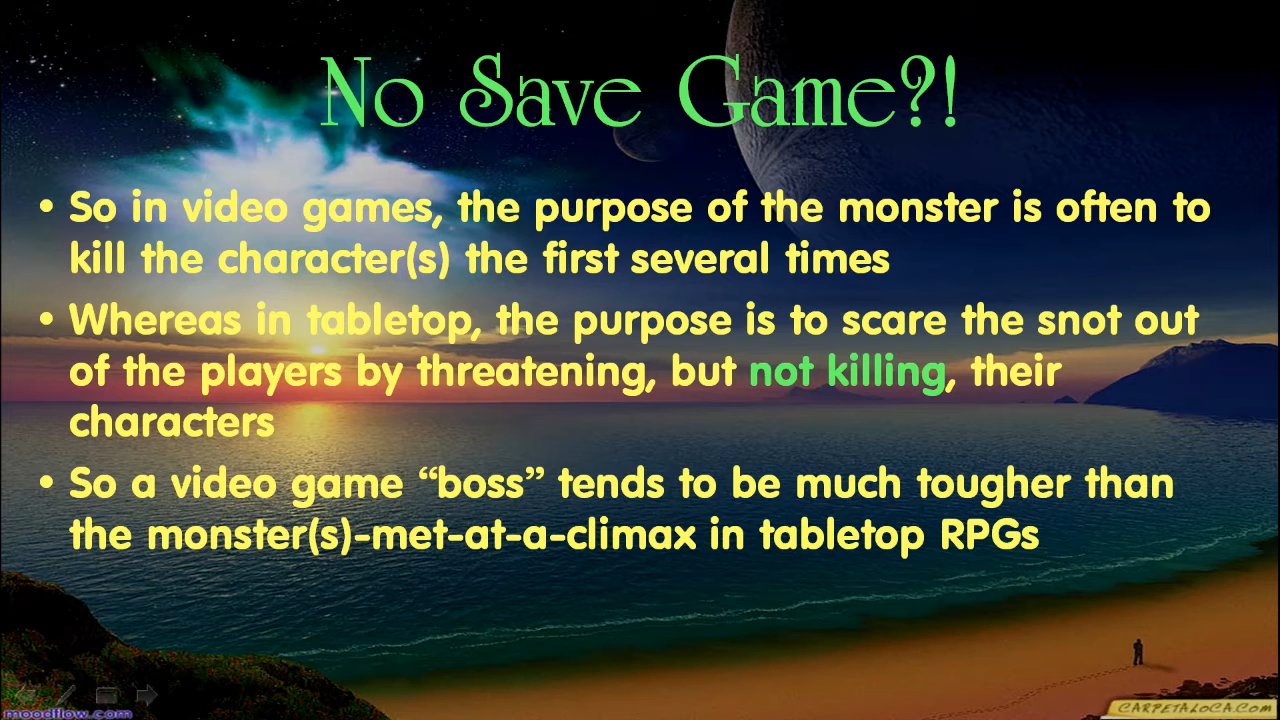 No Save Game?!
• So in video games, the purpose of the monster is often to
kill the character(s) the first several times
• Whereas in tabletop, the purpose is to scare the snot out
of the players by threatening, but not killing, their
characters
• So a video game “boss” tends to be much tougher than
the monster(s)-met-at-a-climax in tabletop RPGs
moodflow.com
CARPETALOCA.COM